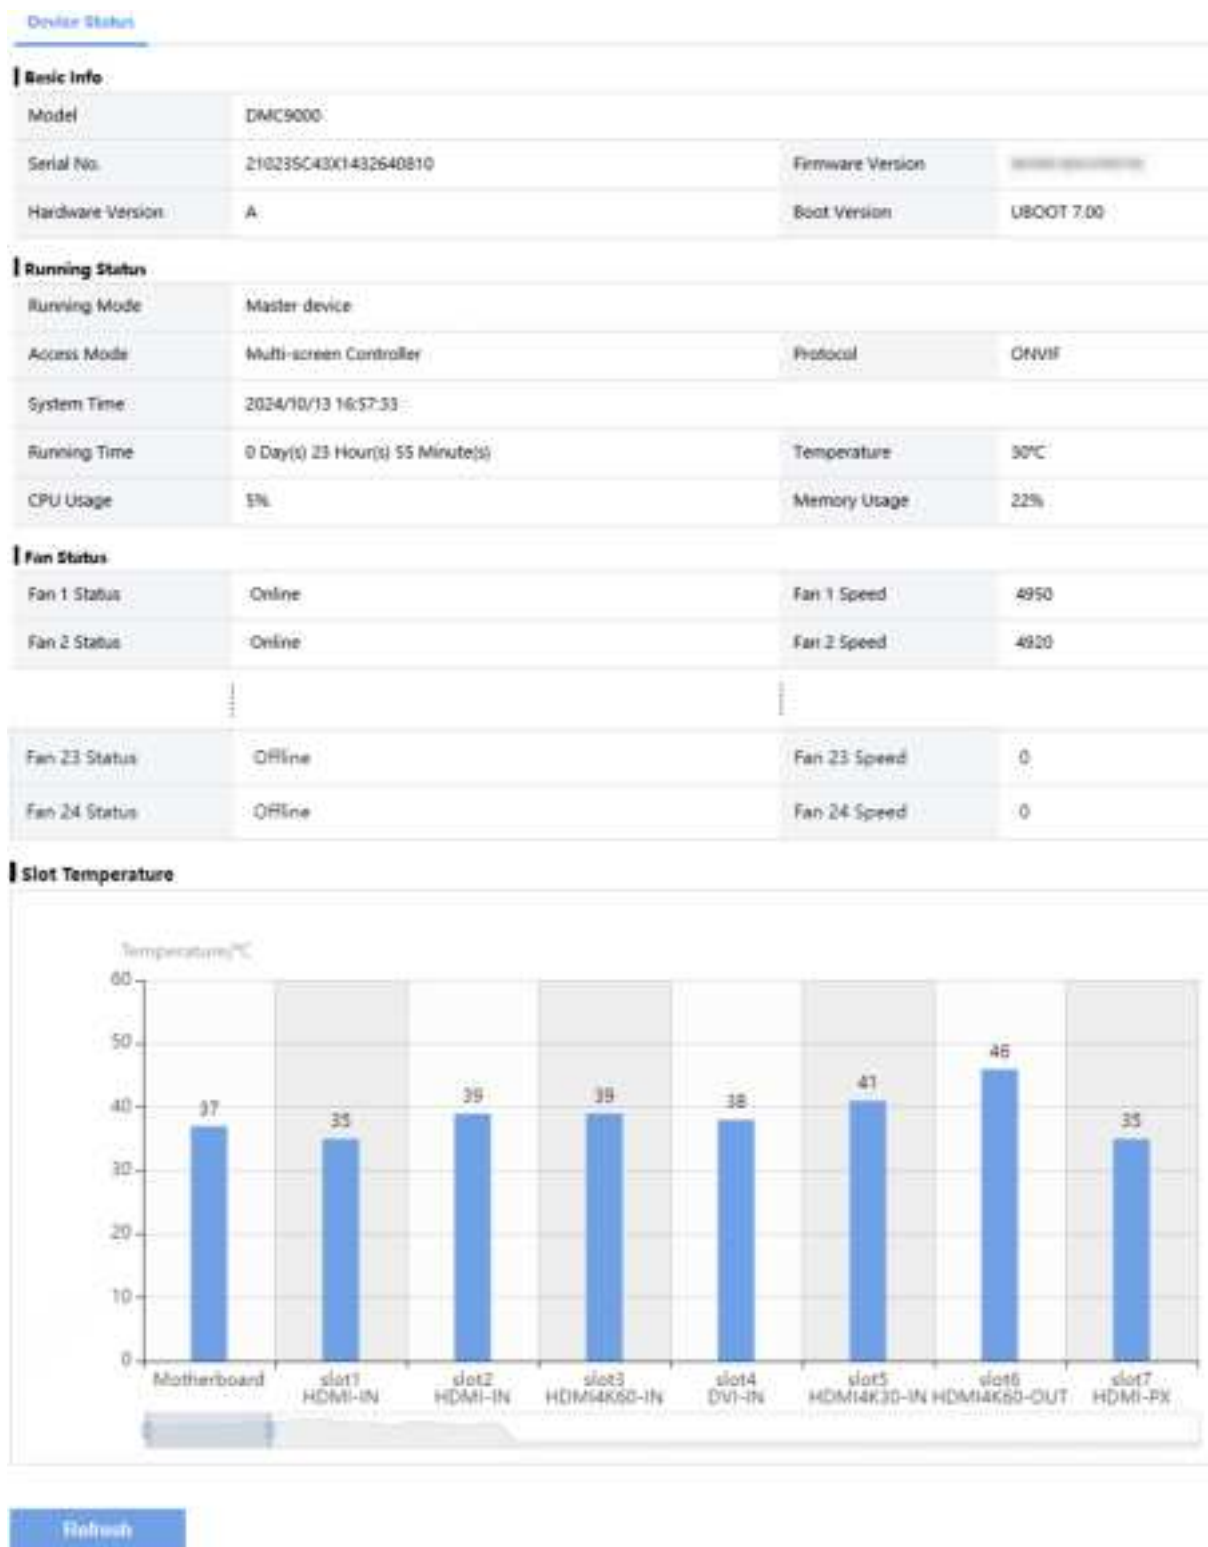 Device Status
Basic Info
Model DMC9000
Serial No. 210235C43X1432640810 Firmware Version
Hardware Version A Boot Version UBOOT 7.00
Running Status
Running Mode Master device
Access Mode Multi-screen Controller Protocol ONVIF
System Time 2024/10/13 16:57:33
Running Time 0 Day(s) 23 Hour(s) 55 Minute(s) Temperature 30°C
CPU Usage 5% Memory Usage 22%
Fan Status
Fan 1 Status Online Fan 1 Speed 4950
Fan 2 Status Online Fan 2 Speed 4920
Fan 23 Status Offline Fan 23 Speed 0
Fan 24 Status Offline Fan 24 Speed 0
Slot Temperature
Temperature/°C
60
50
40
30
20
10
0
37 35 39 39 38 41 46 35
Motherboard slot1 slot2 slot3 slot4 slot5 slot6 slot7
HDMI-IN HDMI-IN HDMI4K60-IN DVI-IN HDMI4K30-IN HDMI4K60-OUT HDMI-PX
Refresh